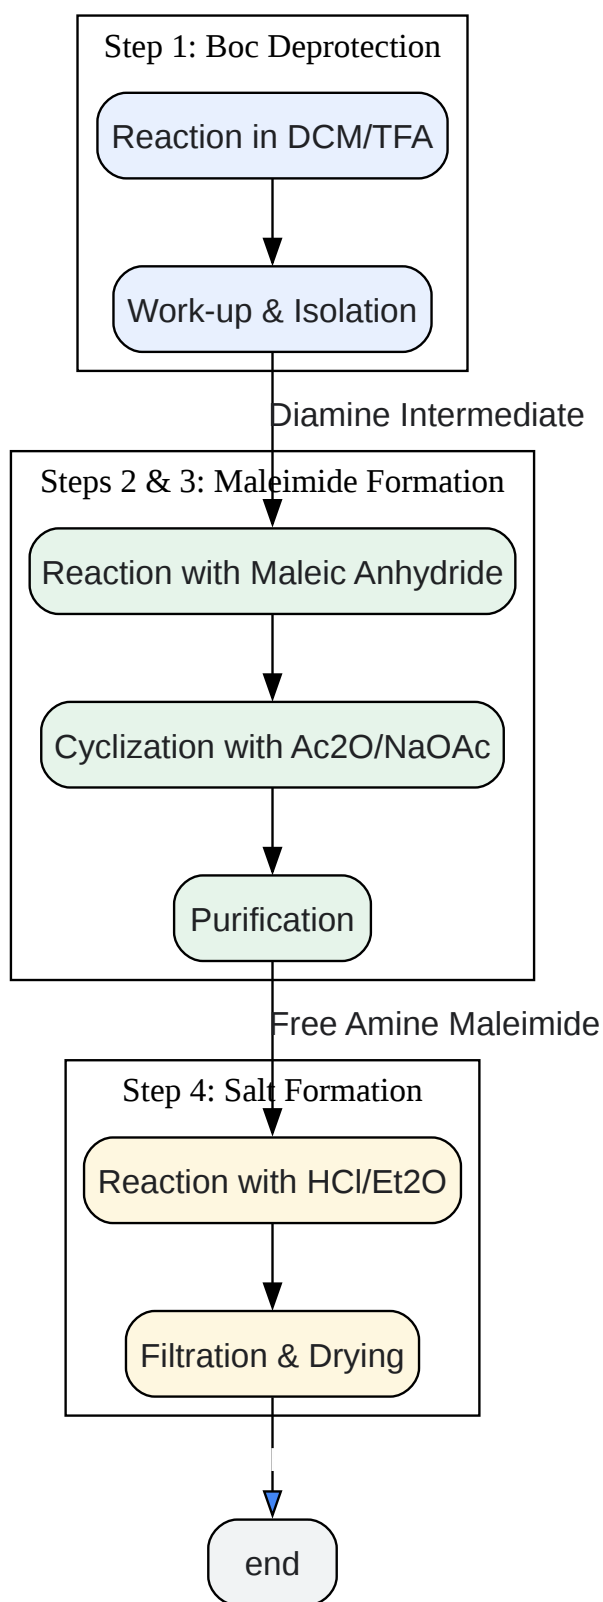 Step 1: Boc Deprotection
Reaction in DCM/TFA
Work-up & Isolation
Diamine Intermediate
Steps 2 & 3: Maleimide Formation
Reaction with Maleic Anhydride
Cyclization with Ac2O/NaOAc
Purification
Free Amine Maleimide
Step 4: Salt Formation
Reaction with HCl/Et2O
Filtration & Drying
end